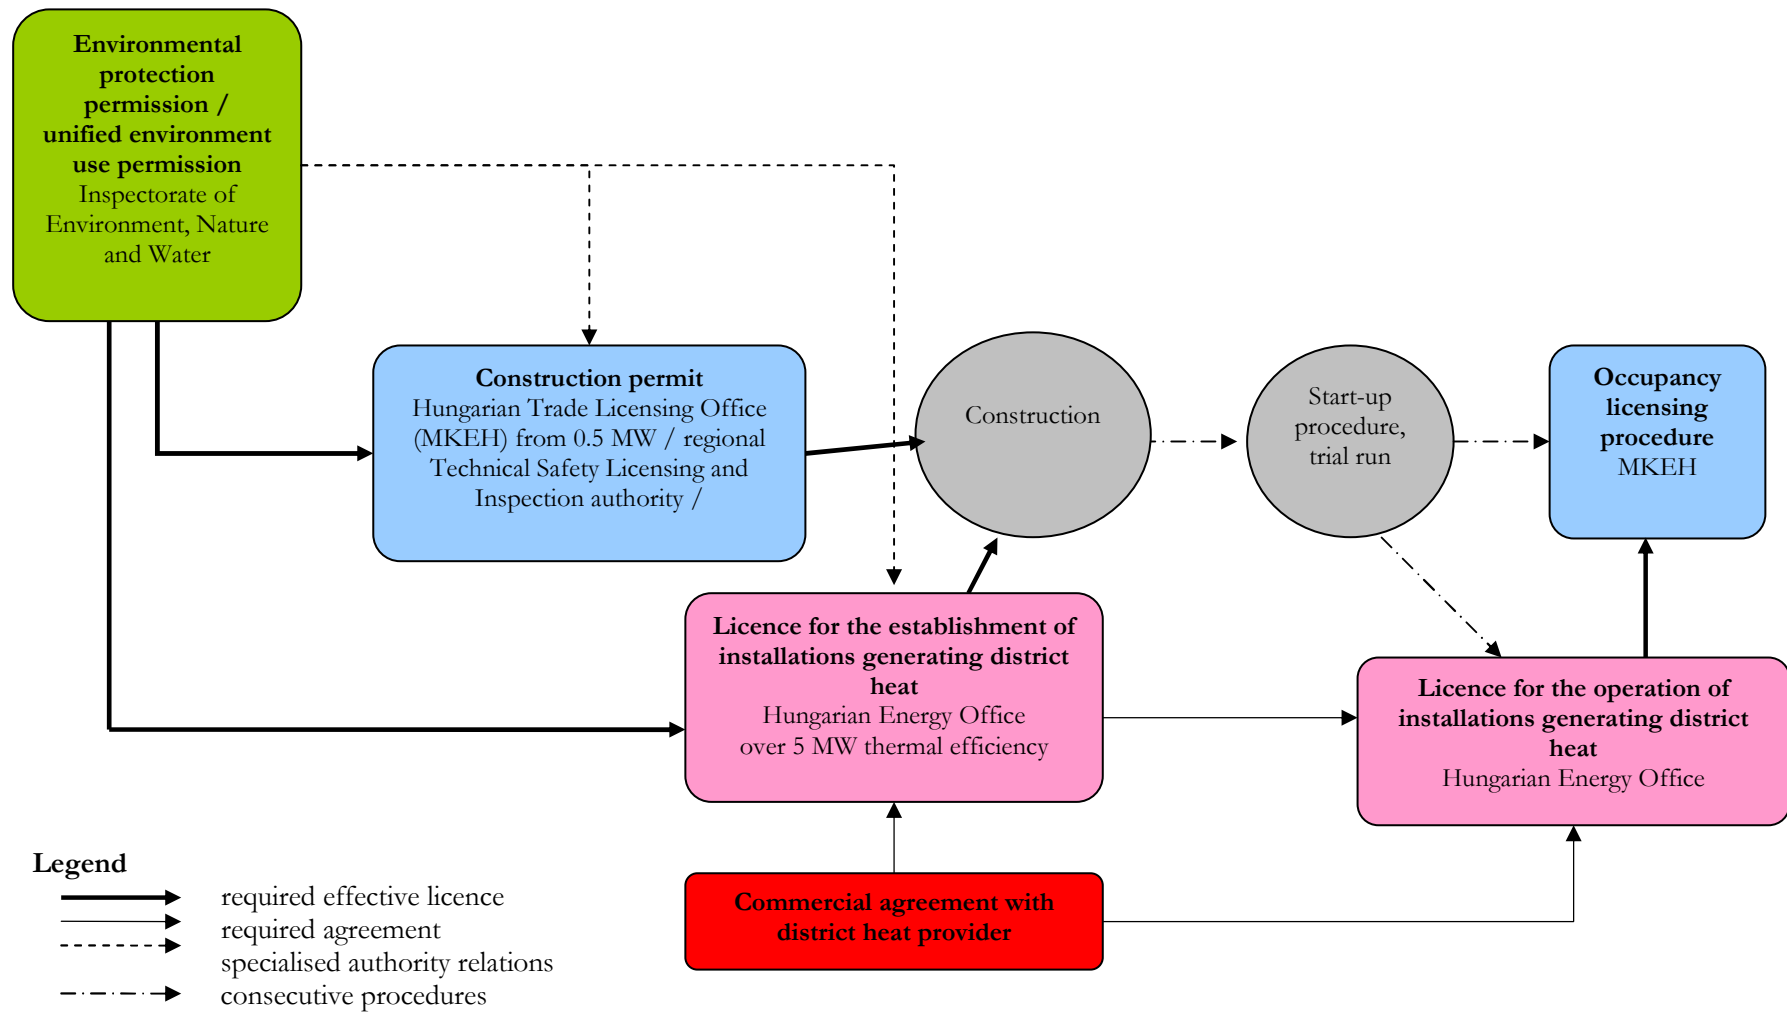 Environmental
protection
permission /
unified environment
use permission
Inspectorate of
Environment, Nature
and Water
Construction permit
Hungarian Trade Licensing Office
(MKEH) from 0.5 MW / regional
Technical Safety Licensing and
Inspection authority /
Construction
Start-up
procedure,
trial run
Occupancy
licensing
procedure
MKEH
Licence for the establishment of
installations generating district
heat
Hungarian Energy Office
over 5 MW thermal efficiency
Licence for the operation of
installations generating district
heat
Hungarian Energy Office
Commercial agreement with
district heat provider
Legend
required effective licence
required agreement
specialised authority relations
consecutive procedures